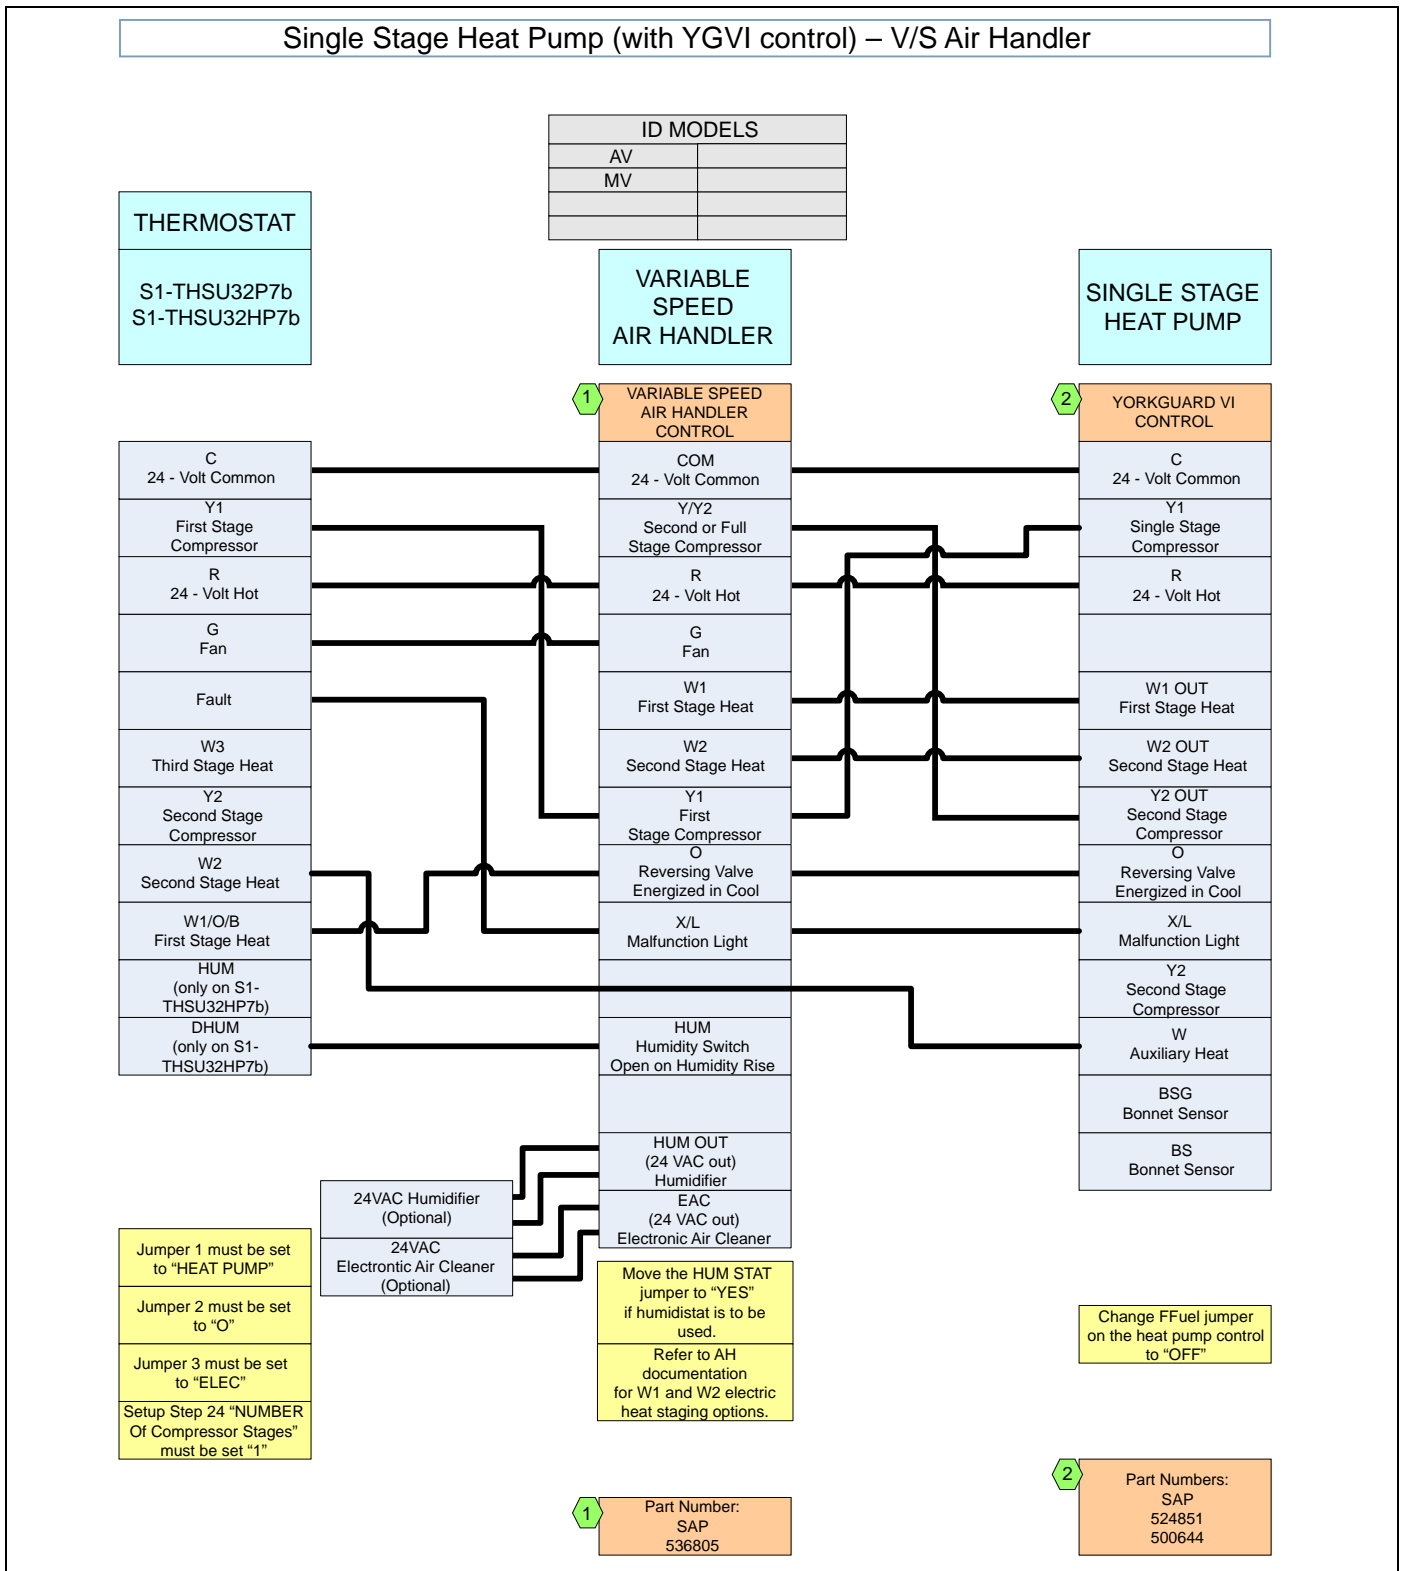 Single Stage Heat Pump (with YGVI control) – V/S Air Handler
ID MODELS
AV
MV
THERMOSTAT
S1-THSU32P7b
S1-THSU32HP7b
VARIABLE
SPEED
AIR HANDLER
SINGLE STAGE
HEAT PUMP
1
VARIABLE SPEED
AIR HANDLER
CONTROL
2
YORKGUARD VI
CONTROL
C
24 - Volt Common
Y1
First Stage
Compressor
R
24 - Volt Hot
G
Fan
Fault
W3
Third Stage Heat
Y2
Second Stage
Compressor
W2
Second Stage Heat
W1/O/B
First Stage Heat
HUM
(only on S1-
THSU32HP7b)
DHUM
(only on S1-
THSU32HP7b)
COM
24 - Volt Common
Y/Y2
Second or Full
Stage Compressor
R
24 - Volt Hot
G
Fan
W1
First Stage Heat
W2
Second Stage Heat
Y1
First
Stage Compressor
O
Reversing Valve
Energized in Cool
X/L
Malfunction Light
HUM
Humidity Switch
Open on Humidity Rise
HUM OUT
(24 VAC out)
Humidifier
EAC
(24 VAC out)
Electronic Air Cleaner
C
24 - Volt Common
Y1
Single Stage
Compressor
R
24 - Volt Hot
W1 OUT
First Stage Heat
W2 OUT
Second Stage Heat
Y2 OUT
Second Stage
Compressor
O
Reversing Valve
Energized in Cool
X/L
Malfunction Light
Y2
Second Stage
Compressor
W
Auxiliary Heat
BSG
Bonnet Sensor
BS
Bonnet Sensor
24VAC Humidifier
(Optional)
24VAC
Electrontic Air Cleaner
(Optional)
Jumper 1 must be set
to “HEAT PUMP”
Jumper 2 must be set
to “O”
Jumper 3 must be set
to “ELEC”
Setup Step 24 “NUMBER
Of Compressor Stages”
must be set “1”
Move the HUM STAT
jumper to “YES”
if humidistat is to be
used.
Refer to AH
documentation
for W1 and W2 electric
heat staging options.
Change FFuel jumper
on the heat pump control
to “OFF”
1
Part Number:
SAP
536805
2
Part Numbers:
SAP
524851
500644